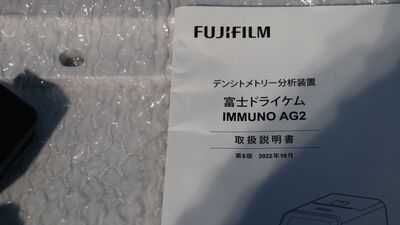 FUJIFILM
デンシトメトリー分析装置
富士ドライケム
IMMUNO AG2
取扱説明書
第6版 2022年10月